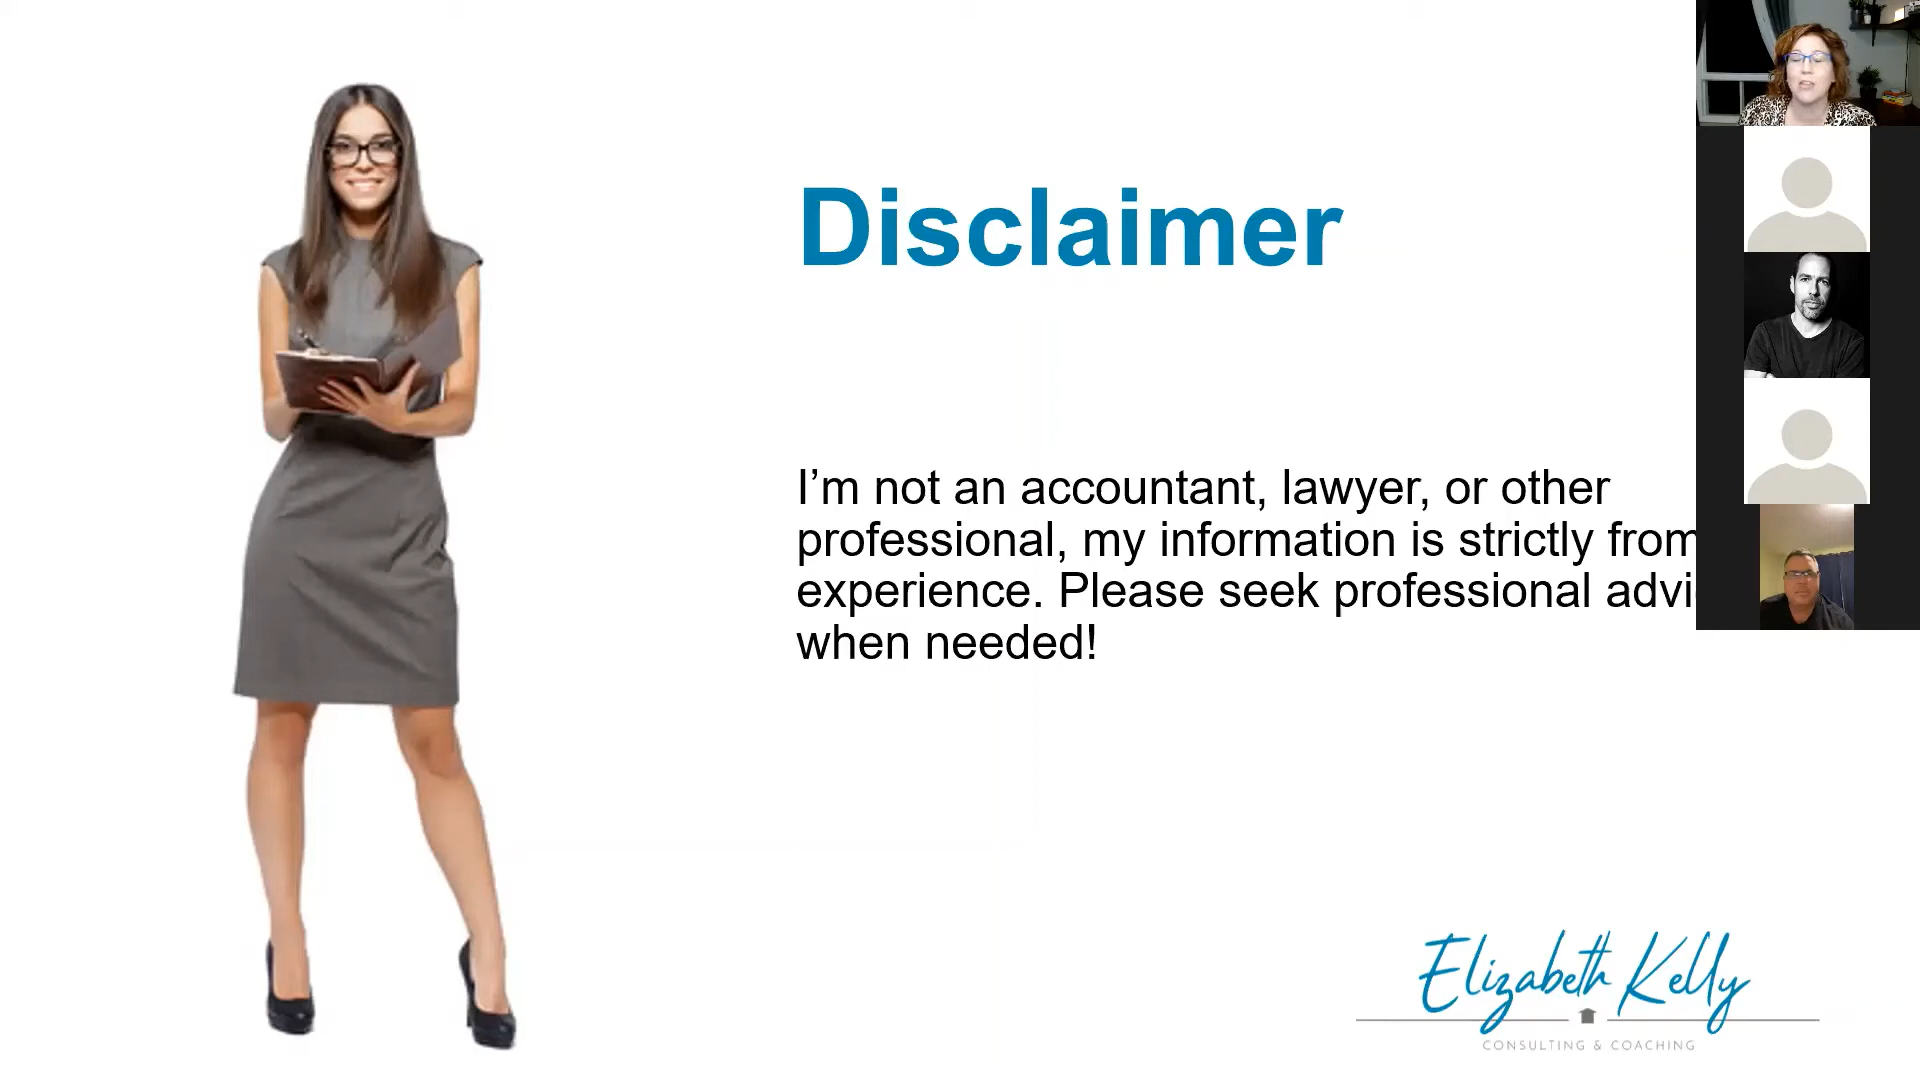 Disclaimer
I’m not an accountant, lawyer, or other
professional, my information is strictly from
experience. Please seek professional
when needed!
Elizabeth Kelly
CONSULTING & COACHING